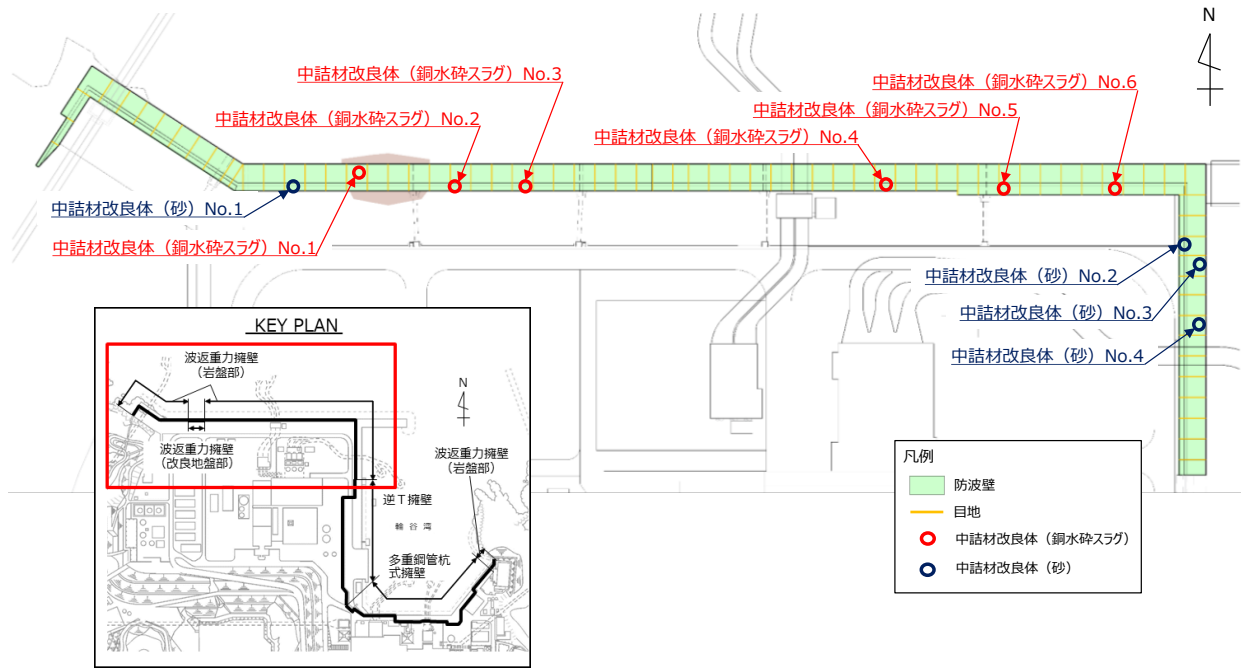 N
中詰材改良体（銅水砕スラグ）No.3
中詰材改良体（銅水砕スラグ）No.6
中詰材改良体（銅水砕スラグ）No.2
中詰材改良体（銅水砕スラグ）No.5
中詰材改良体（銅水砕スラグ）No.4
中詰材改良体（砂）No.1
中詰材改良体（銅水砕スラグ）No.1
中詰材改良体（砂）No.2
中詰材改良体（砂）No.3
中詰材改良体（砂）No.4
KEY PLAN
波返重力擁壁
（岩盤部）
N
波返重力擁壁
（改良地盤部）
波返重力擁壁
（岩盤部）
逆Ｔ擁壁
輪谷湾
多重鋼管杭
式擁壁
凡例
防波壁
目地
中詰材改良体（銅水砕スラグ）
中詰材改良体（砂）